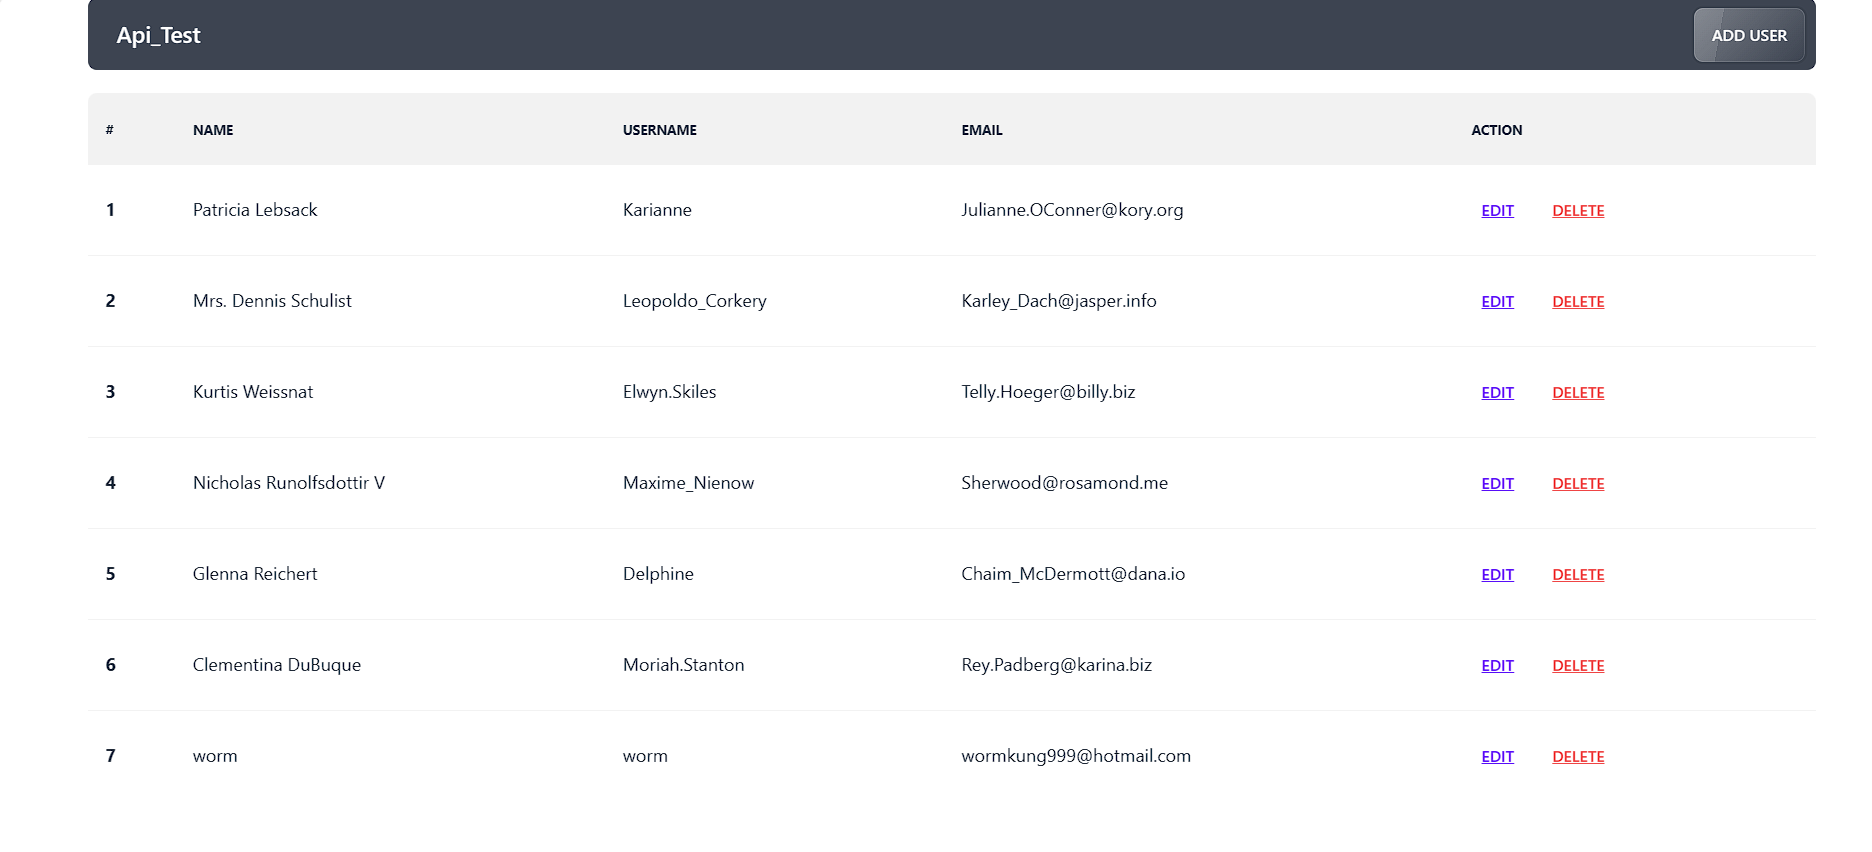 Api_Test ADD USER
# NAME USERNAME EMAIL ACTION
1 Patricia Lebsack Karianne Julianne.OConner@kory.org EDIT DELETE
2 Mrs. Dennis Schulist Leopoldo_Corkery Karley_Dach@jasper.info EDIT DELETE
3 Kurtis Weissnat Elwyn.Skiles Telly.Hoeger@billy.biz EDIT DELETE
4 Nicholas Runolfsdottir V Maxime_Nienow Sherwood@rosamond.me EDIT DELETE
5 Glenna Reichert Delphine Chaim_McDermott@dana.io EDIT DELETE
6 Clementina DuBuque Moriah.Stanton Rey.Padberg@karina.biz EDIT DELETE
7 worm worm wormkung999@hotmail.com EDIT DELETE